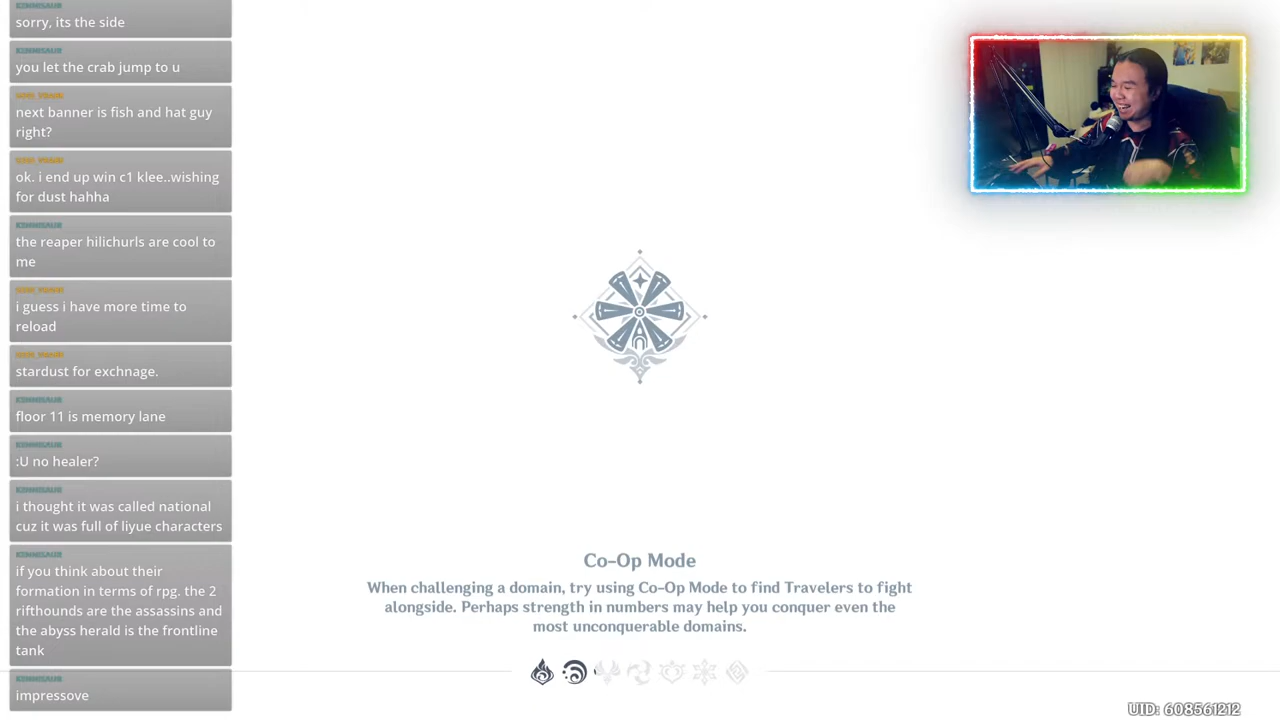 sorry, its the side
you let the crab jump to u
next banner is fish and hat guy
right?
ok. i end up win c1 klee..wishing
for dust hahha
the reaper hilichurls are cool to
me
i guess i have more time to
reload
stardust for exchnage.
floor 11 is memory lane
:U no healer?
i thought it was called national
cuz it was full of liyue characters
if you think about their
formation in terms of rpg. the 2
rifthounds are the assassins and
the abyss herald is the frontline
tank
impressove
Co-Op Mode
When challenging a domain, try using Co-Op Mode to find Travelers to fight
alongside. Perhaps strength in numbers may help you conquer even the
most unconquerable domains.
UID: 608561212